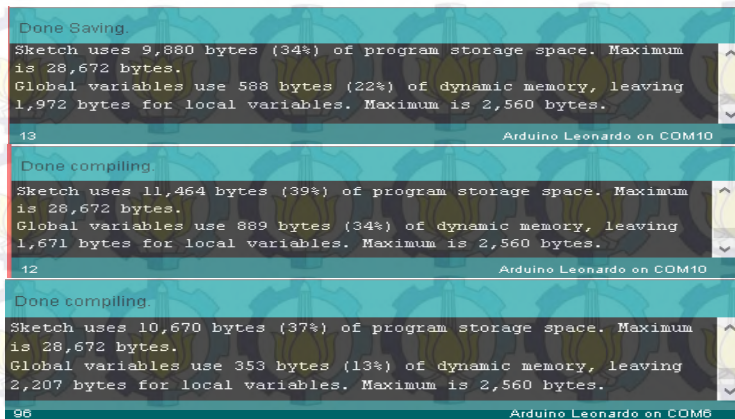 Done Saving.
Sketch uses 9,880 bytes (34%) of program storage space. Maximum
is 28,672 bytes.
Global variables use 588 bytes (22%) of dynamic memory, leaving
1,972 bytes for local variables. Maximum is 2,560 bytes.
13 Arduino Leonardo on COM10
Done compiling.
Sketch uses 11,464 bytes (39%) of program storage space. Maximum
is 28,672 bytes.
Global variables use 889 bytes (34%) of dynamic memory, leaving
1,671 bytes for local variables. Maximum is 2,560 bytes.
12 Arduino Leonardo on COM10
Done compiling.
Sketch uses 10,670 bytes (37%) of program storage space. Maximum
is 28,672 bytes.
Global variables use 353 bytes (13%) of dynamic memory, leaving
2,207 bytes for local variables. Maximum is 2,560 bytes.
96 Arduino Leonardo on COM6